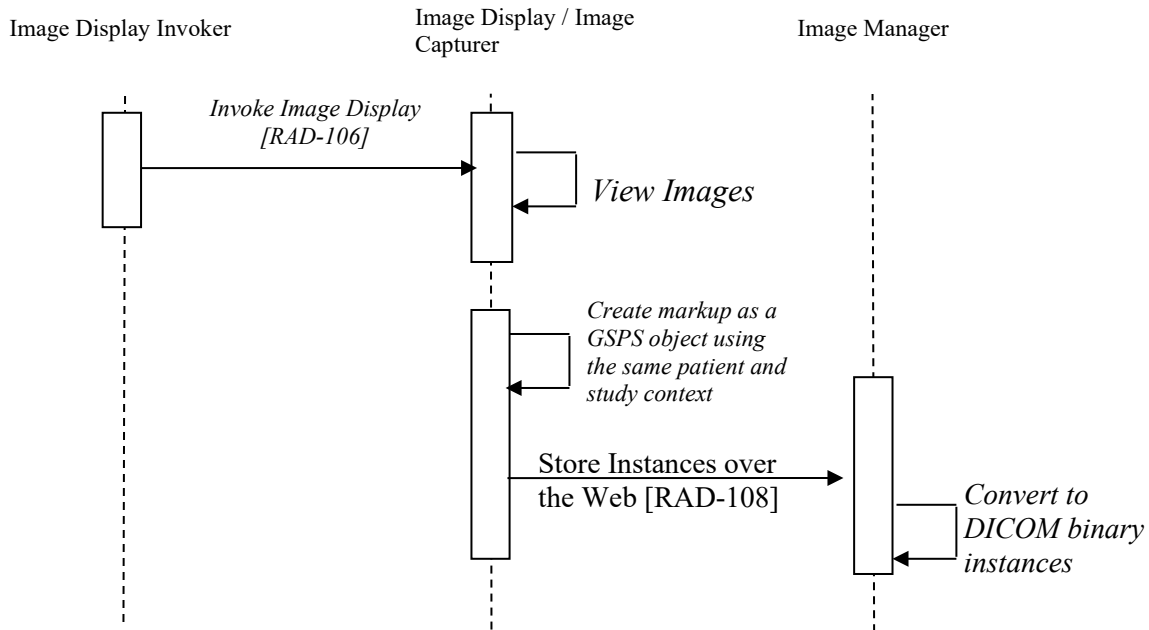 Image Display Invoker
Image Display / Image
Capturer
Image Manager
Invoke Image Display
[RAD-106]
View Images
Create markup as a
GSPS object using
the same patient and
study context
Store Instances over
the Web [RAD-108]
Convert to
DICOM binary
instances